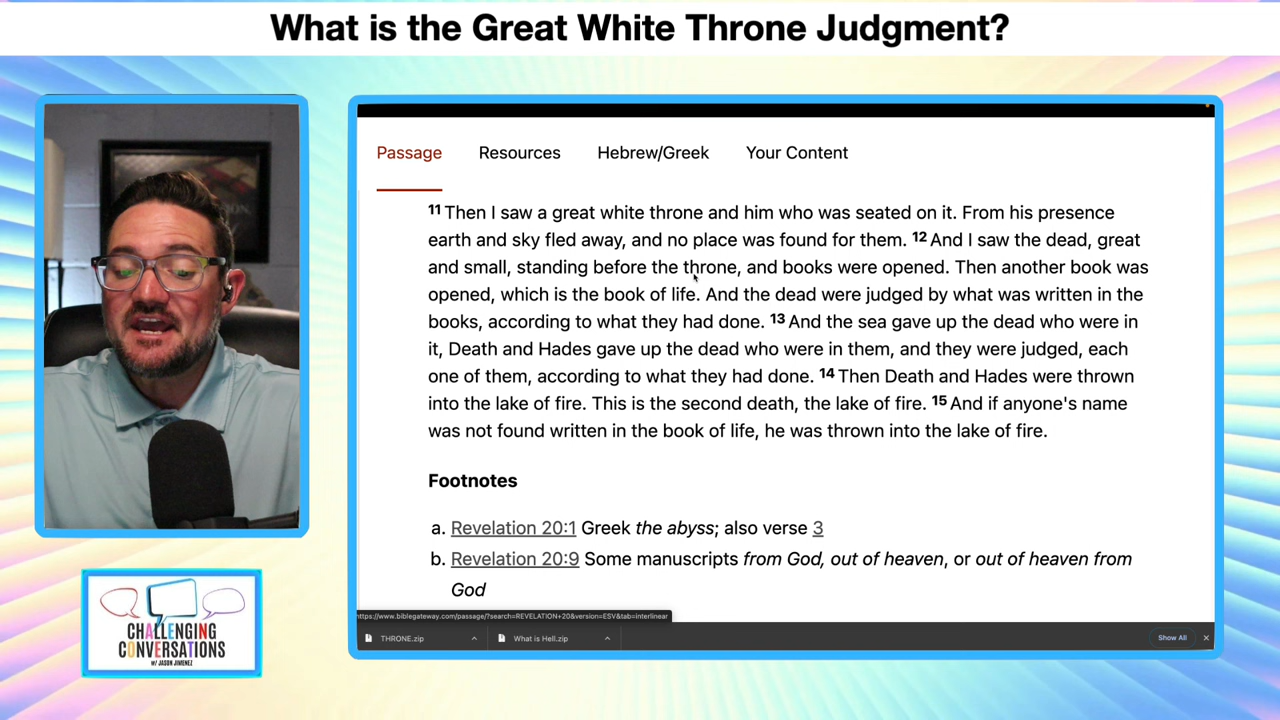 What is the Great White Throne Judgment?
Passage Resources Hebrew/Greek Your Content
11 Then I saw a great white throne and him who was seated on it. From his presence
earth and sky fled away, and no place was found for them. 12 And I saw the dead, great
and small, standing before the throne, and books were opened. Then another book was
opened, which is the book of life. And the dead were judged by what was written in the
books, according to what they had done. 13 And the sea gave up the dead who were in
it, Death and Hades gave up the dead who were in them, and they were judged, each
one of them, according to what they had done. 14 Then Death and Hades were thrown
into the lake of fire. This is the second death, the lake of fire. 15 And if anyone's name
was not found written in the book of life, he was thrown into the lake of fire.
Footnotes
a. Revelation 20:1 Greek the abyss; also verse 3
b. Revelation 20:9 Some manuscripts from God, out of heaven, or out of heaven from
God
https://www.biblegateway.com/passage/?search=REVELATION+20&version=ESV&tab=interlinear
THRONE.zip What is Hell.zip Show All
CHALLENGING
CONVERSATIONS
w/ JASON JIMENEZ